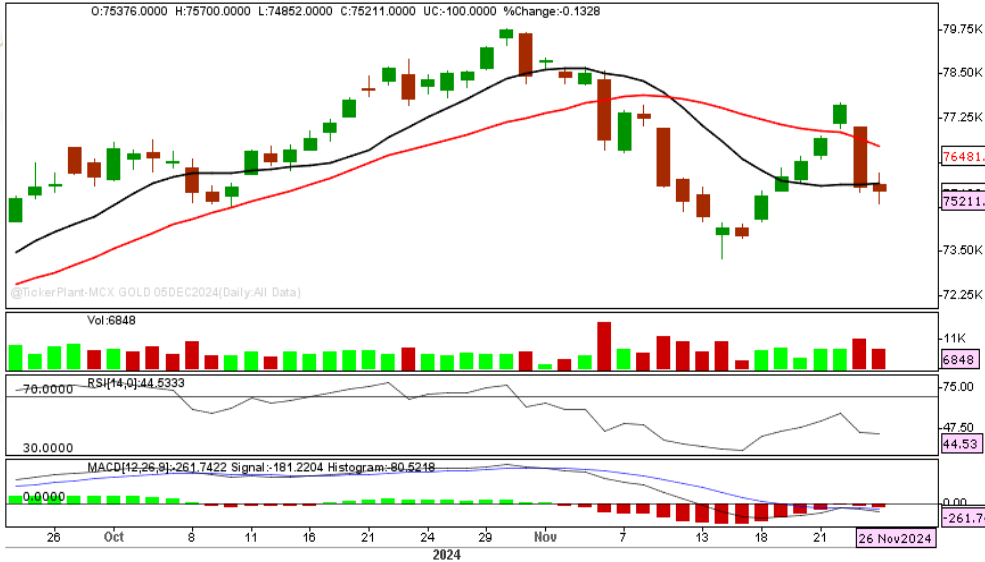 O:75376.0000 H:75700.0000 L:74852.0000 C:75211.0000 UC:-100.0000 %Change:-0.1328
79.75K
78.50K
77.25K
76481.
75211.
73.50K
72.25K
@TickerPlant-MCX GOLD 05DEC2024(Daily:All Data)
Vol:6848
11K
6848
RSI[14,0]:44.5333
70.0000
75.00
47.50
30.0000
44.53
MACD[12,26,9]:-261.7422 Signal:-181.2204 Histogram:-80.5218
0.0000
0.00
-261.7
26 Oct 8 11 16 21 24 29 Nov 7 13 18 21 26 Nov2024
2024